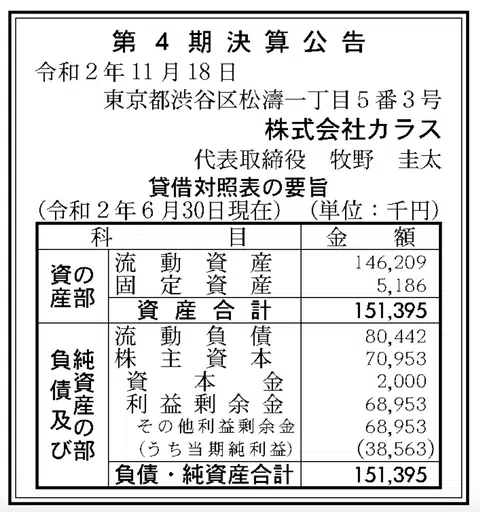 第4期決算公告
令和2年11月18日
東京都渋谷区松濤一丁目5番3号
株式会社カラス
代表取締役 牧野 圭太
貸借対照表の要旨
(令和2年6月30日現在) (単位：千円)
科 目 金 額
資産の部
流動資産 146,209
固定資産 5,186
資産合計 151,395
負債及び純資産の部
流動負債 80,442
株主資本 70,953
資本金 2,000
利益剰余金 68,953
その他利益剰余金 68,953
(うち当期純利益) (38,563)
負債・純資産合計 151,395